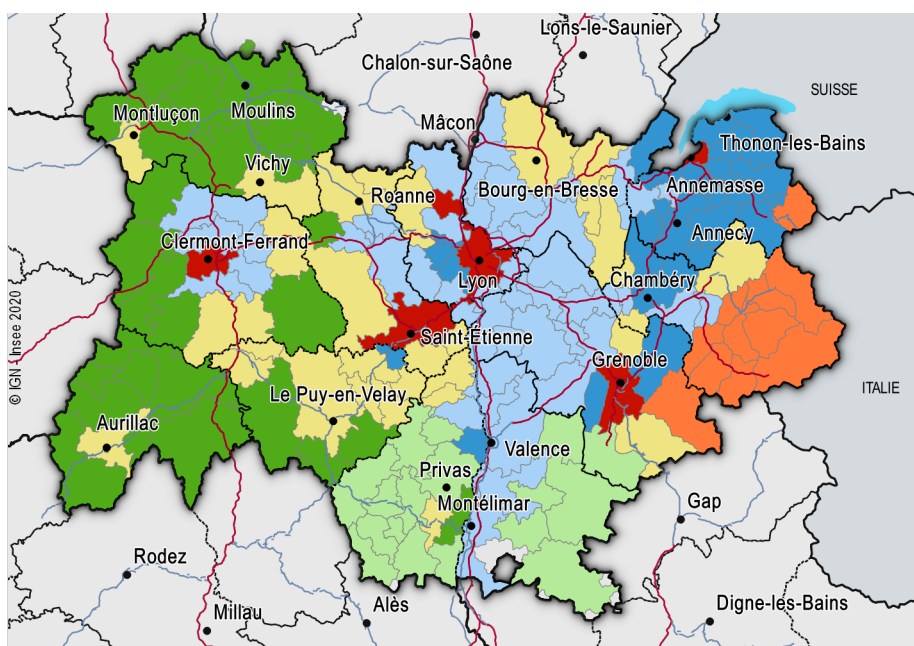 Lons-le-Saunier
Chalon-sur-Saône
SUISSE
Montluçon
Moulins
Mâcon
Thonon-les-Bains
Vichy
Roanne
Bourg-en-Bresse
Annemasse
Clermont-Ferrand
Annécy
Lyon
Chambéry
© IGN - Insee 2020
Saint-Étienne
Grenoble
ITALIE
Le Puy-en-Velay
Aurillac
Valence
Privas
Montélimar
Gap
Rodez
Alès
Millau
Digne-les-Bains